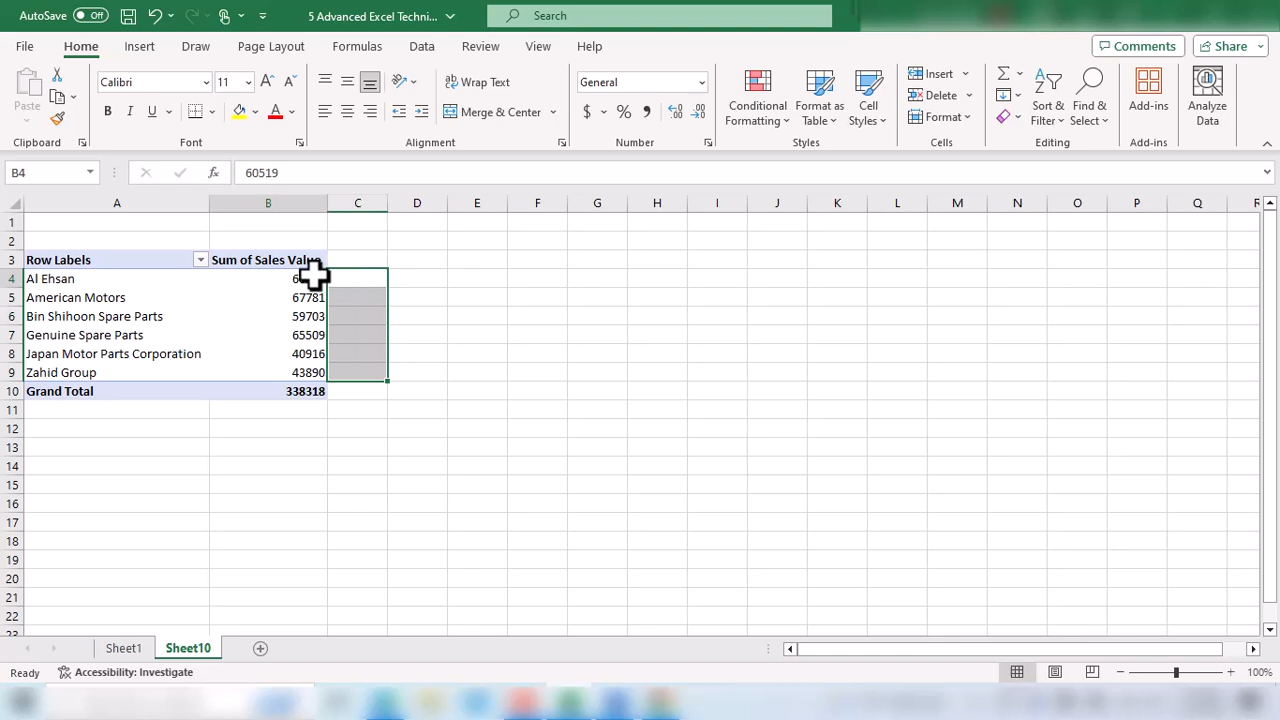 AutoSave Off 5 Advanced Excel Techni... Search
File Home Insert Draw Page Layout Formulas Data Review View Help Comments Share
Paste Calibri 11 Wrap Text General Conditional Formatting Format as Table Cell Styles Insert Delete Format Sort & Filter Find & Select Add-ins Analyze Data
B I U Merge & Center $ %
Clipboard Font Alignment Number Styles Cells Editing Add-ins
B4 fx 60519
A B C D E F G H I J K L M N O P Q R
1
2
3 Row Labels Sum of Sales Value
4 Al Ehsan
5 American Motors 67781
6 Bin Shihoon Spare Parts 59703
7 Genuine Spare Parts 65509
8 Japan Motor Parts Corporation 40916
9 Zahid Group 43890
10 Grand Total 338318
11
12
13
14
15
16
17
18
19
20
21
22
23
Sheet1 Sheet10
Ready Accessibility: Investigate 100%